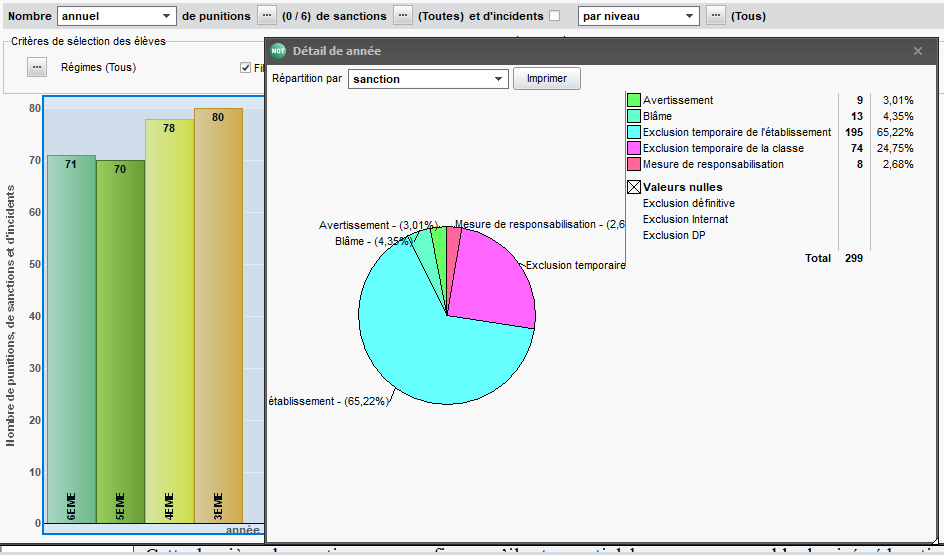 Nombre annuel de punitions ... (0 / 6) de sanctions ... (Toutes) et d'incidents par niveau ... (Tous)
Critères de sélection des élèves
... Régimes (Tous)
Détail de année
Répartition par sanction Imprimer
Avertissement 9 3,01%
Blâme 13 4,35%
Exclusion temporaire de l'établissement 195 65,22%
Exclusion temporaire de la classe 74 24,75%
Mesure de responsabilisation 8 2,68%
Valeurs nulles
Exclusion définitive
Exclusion Internat
Exclusion DP
Total 299
Avertissement - (3,01%)
Mesure de responsabilisation - (2,6
Blâme - (4,35%)
Exclusion temporaire
établissement - (65,22%)
Nombre de punitions, de sanctions et d'incidents
80
70
60
50
40
30
20
10
0
71
70
78
80
6EME
5EME
4EME
3EME
année